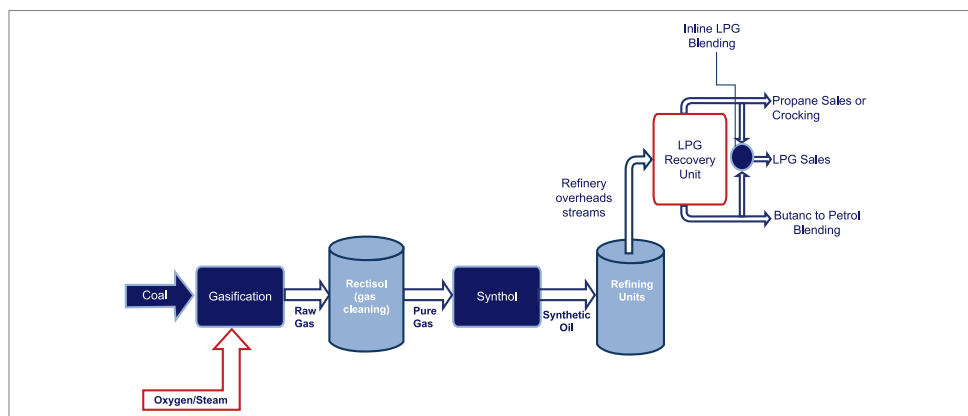 Inline LPG
Blending
Propane Sales or
Crocking
LPG
Recovery
Unit
LPG Sales
Refinery
overheads
streams
Butanc to Petrol
Blending
Coal
Gasification
Raw
Gas
Rectisol
(gas
cleaning)
Pure
Gas
Synthol
Synthetic
Oil
Refining
Units
Oxygen/Steam